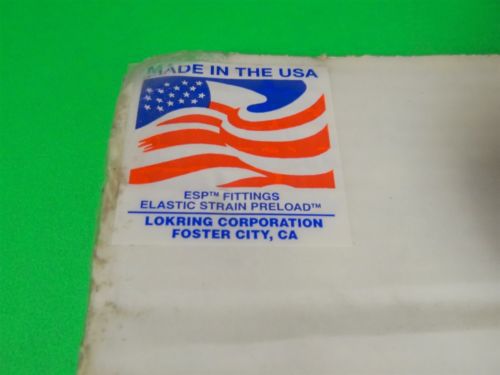 MADE IN THE USA
ESP™ FITTINGS
ELASTIC STRAIN PRELOAD™
LOKRING CORPORATION
FOSTER CITY, CA